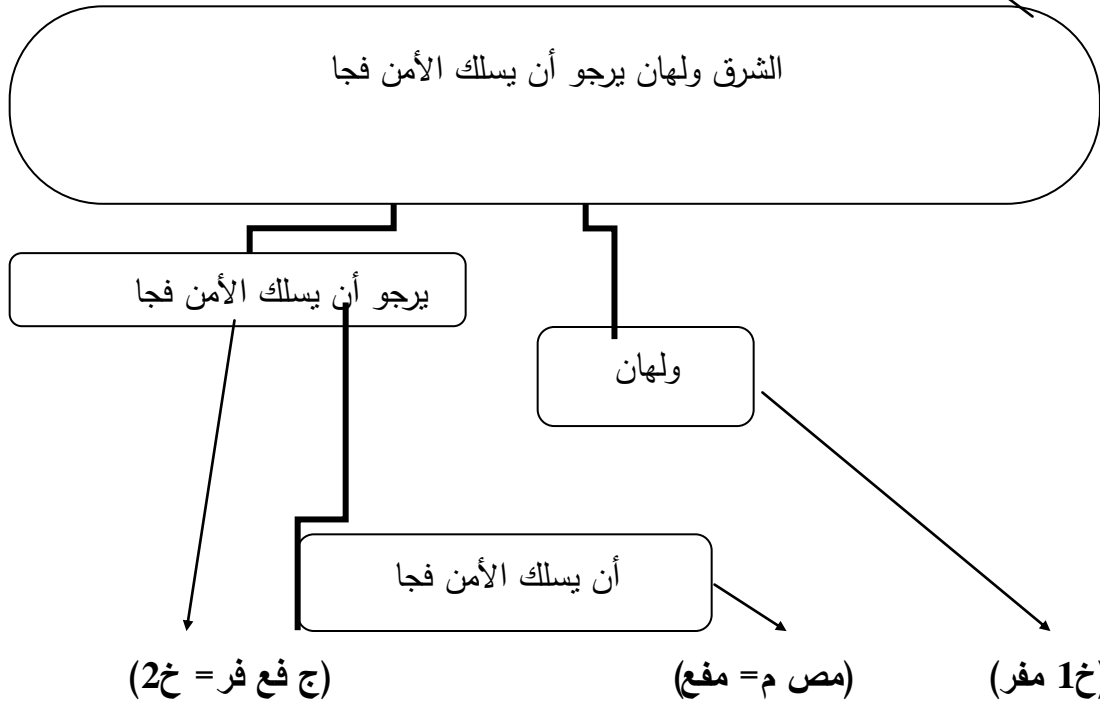 الشرق ولهان يرجو أن يسلك الأمن فجا
يرجو أن يسلك الأمن فجا
ولهان
أن يسلك الأمن فجا
(خ1 مفر) (مص م= مفع) (ج فع فر= خ2)